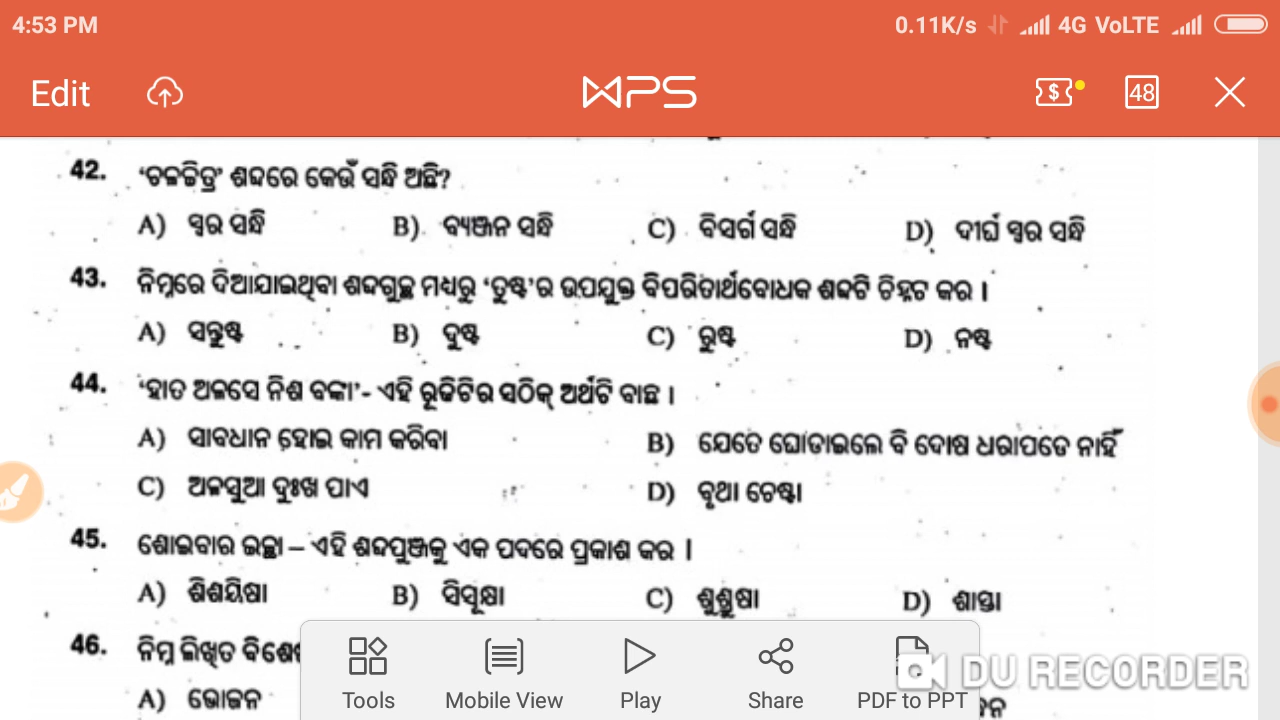 4:53 PM 0.11K/s 4G VoLTE
Edit WPS 48
42. 'ଚଳଚ୍ଚିତ୍ର' ଶବ୍ଦରେ କେଉଁ ସନ୍ଧି ଅଛି?
A) ସ୍ୱର ସନ୍ଧି B) ବ୍ୟଞ୍ଜନ ସନ୍ଧି C) ବିସର୍ଗ ସନ୍ଧି D) ଦୀର୍ଘ ସ୍ୱର ସନ୍ଧି
43. ନିମ୍ନରେ ଦିଆଯାଇଥିବା ଶବ୍ଦଗୁଚ୍ଛ ମଧ୍ୟରୁ 'ତୁଷ୍ଟ'ର ଉପଯୁକ୍ତ ବିପରିତାର୍ଥବୋଧକ ଶବ୍ଦଟି ଚିହ୍ନଟ କର ।
A) ସନ୍ତୁଷ୍ଟ B) ଦୁଷ୍ଟ C) ରୁଷ୍ଟ D) ନଷ୍ଟ
44. 'ହାତ ଅଳସେ ନିଶ ବଙ୍କା'- ଏହି ରୂଢିଟିର ସଠିକ୍ ଅର୍ଥଟି ବାଛ ।
A) ସାବଧାନ ହୋଇ କାମ କରିବା B) ଯେତେ ଘୋଡାଇଲେ ବି ଦୋଷ ଧରାପଡେ ନାହିଁ
C) ଅଳସୁଆ ଦୁଃଖ ପାଏ D) ବୃଥା ଚେଷ୍ଟା
45. ଶୋଇବାର ଇଚ୍ଛା – ଏହି ଶବ୍ଦପୁଞ୍ଜକୁ ଏକ ପଦରେ ପ୍ରକାଶ କର ।
A) ଶିଶୟିଷା B) ସିସୃକ୍ଷା C) ଶୁଶ୍ରୁଷା D) ଶାସ୍ତା
46. ନିମ୍ନ ଲିଖିତ
A) ଭୋଜନ
Tools Mobile View Play Share PDF to PPT
DU RECORDER